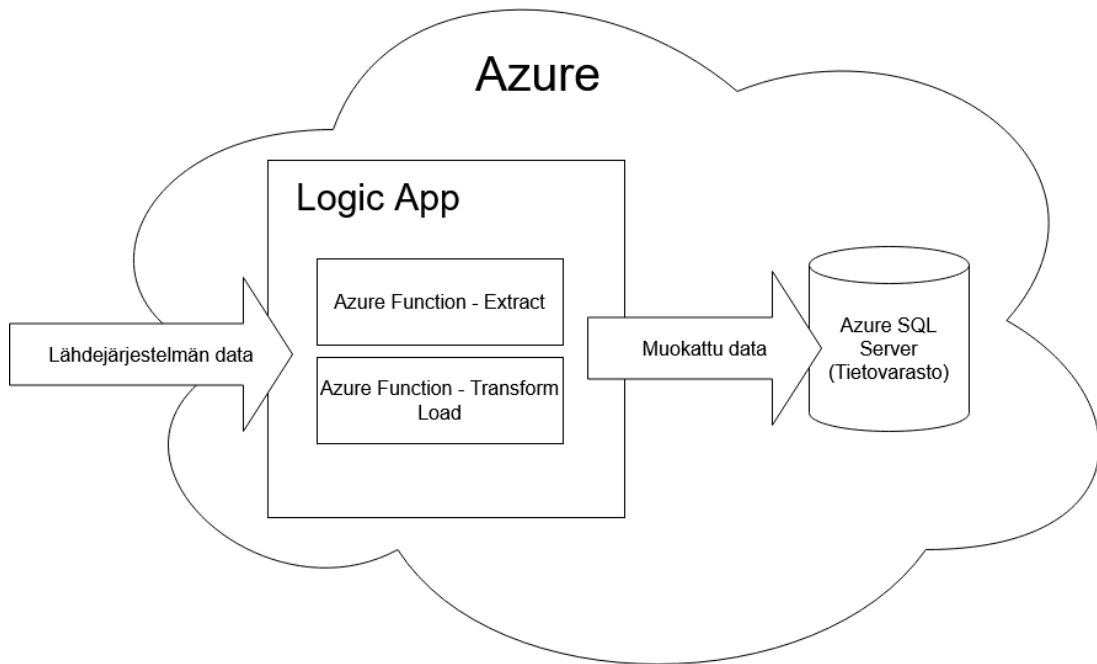 Azure
Logic App
Azure Function - Extract
Azure Function - Transform
Load
Lähdejärjestelmän data
Muokattu data
Azure SQL
Server
(Tietovarasto)